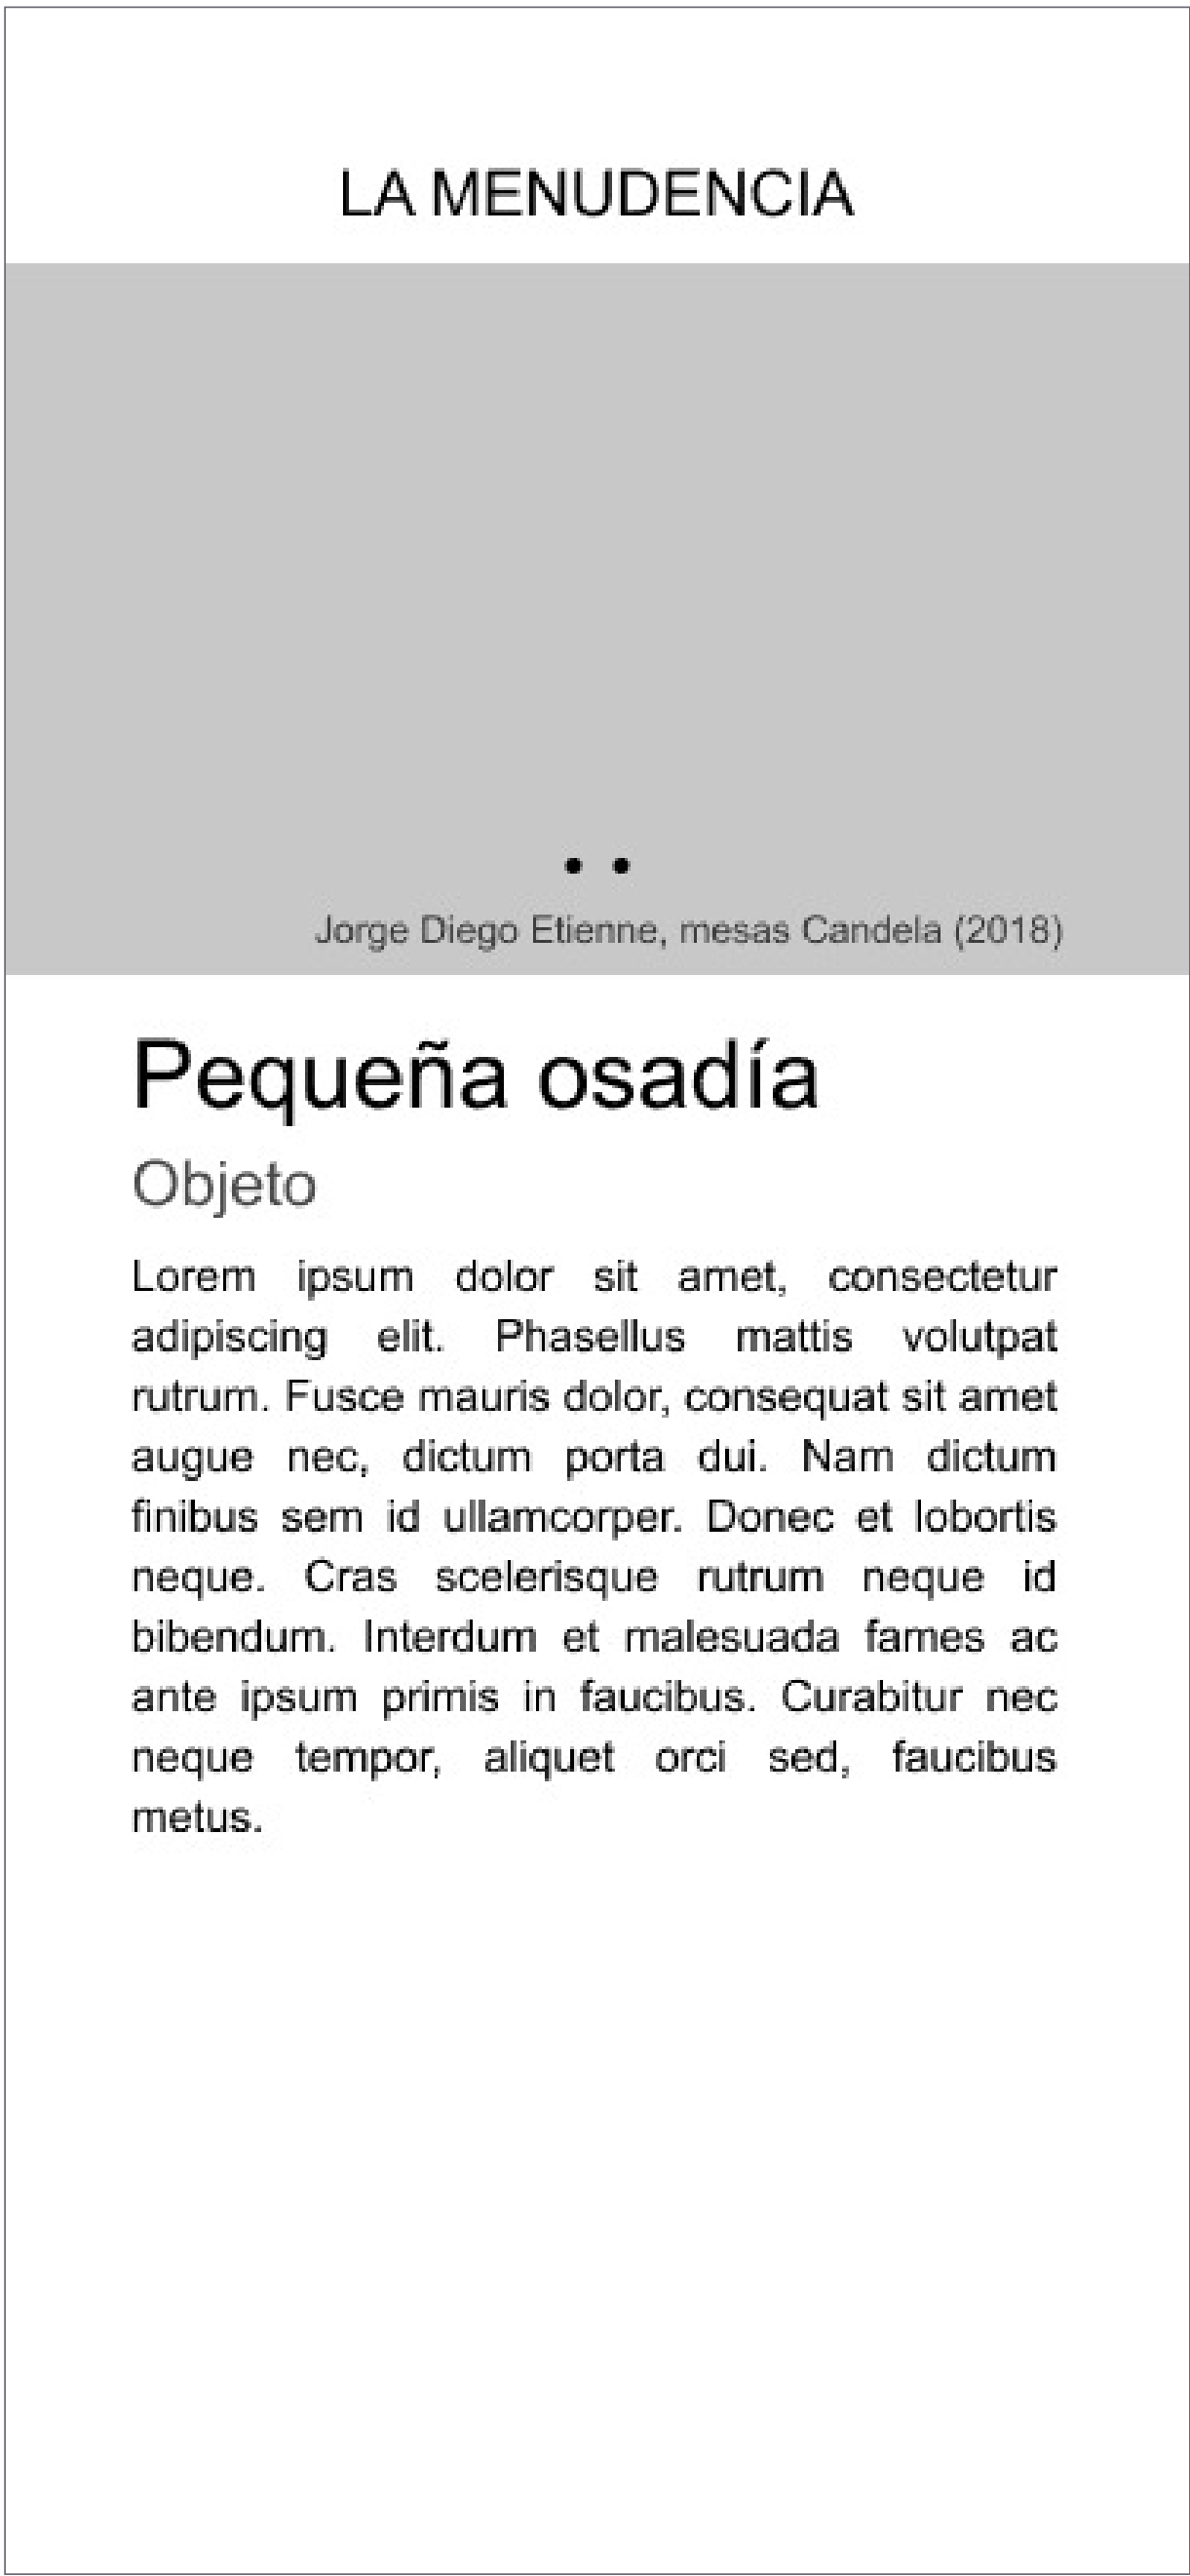 LA MENUDENCIA
Jorge Diego Etienne, mesas Candela (2018)
Pequeña osadía
Objeto
Lorem ipsum dolor sit amet, consectetur
adipiscing elit. Phasellus mattis volutpat
rutrum. Fusce mauris dolor, consequat sit amet
augue nec, dictum porta dui. Nam dictum
finibus sem id ullamcorper. Donec et lobortis
neque. Cras scelerisque rutrum neque id
bibendum. Interdum et malesuada fames ac
ante ipsum primis in faucibus. Curabitur nec
neque tempor, aliquet orci sed, faucibus
metus.